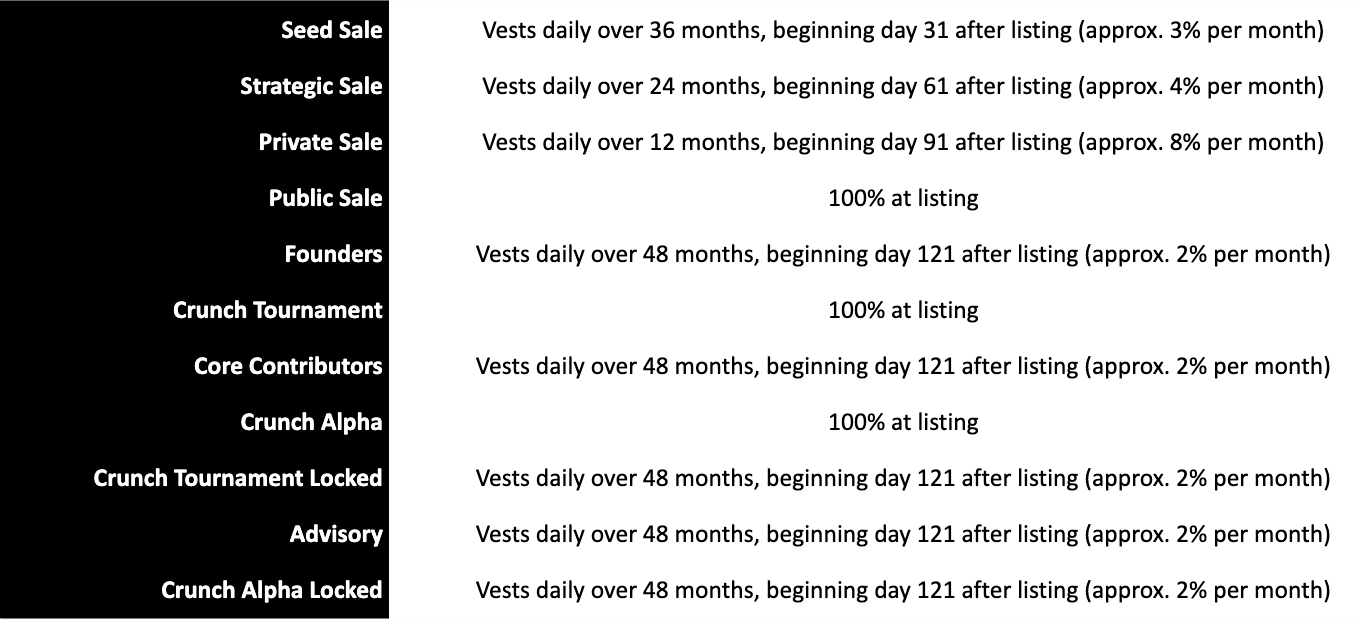 Seed Sale Vests daily over 36 months, beginning day 31 after listing (approx. 3% per month)
Strategic Sale Vests daily over 24 months, beginning day 61 after listing (approx. 4% per month)
Private Sale Vests daily over 12 months, beginning day 91 after listing (approx. 8% per month)
Public Sale 100% at listing
Founders Vests daily over 48 months, beginning day 121 after listing (approx. 2% per month)
Crunch Tournament 100% at listing
Core Contributors Vests daily over 48 months, beginning day 121 after listing (approx. 2% per month)
Crunch Alpha 100% at listing
Crunch Tournament Locked Vests daily over 48 months, beginning day 121 after listing (approx. 2% per month)
Advisory Vests daily over 48 months, beginning day 121 after listing (approx. 2% per month)
Crunch Alpha Locked Vests daily over 48 months, beginning day 121 after listing (approx. 2% per month)